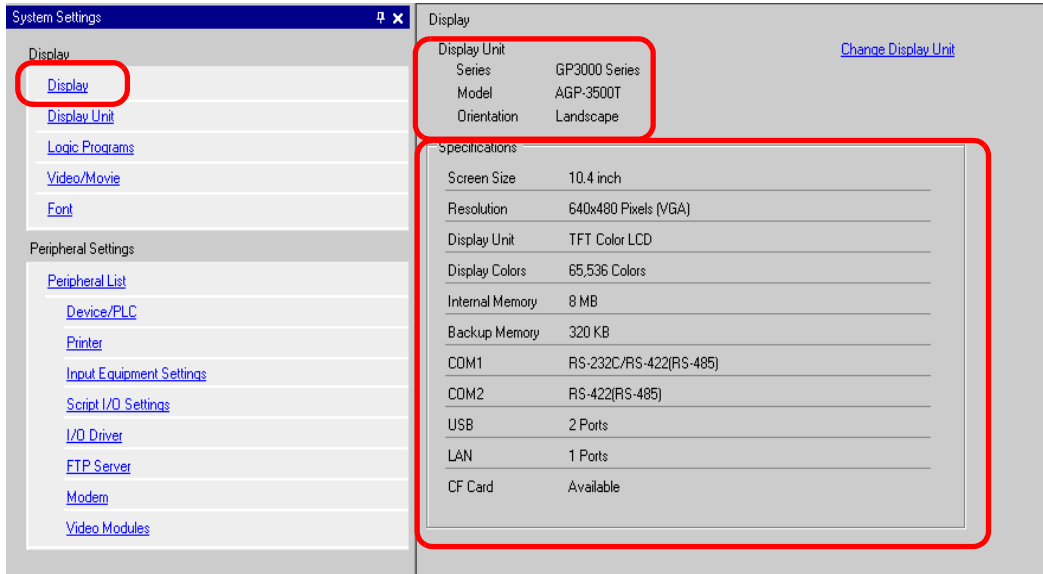 System Settings
Display
Display
Display Unit
Logic Programs
Video/Movie
Font
Peripheral Settings
Peripheral List
Device/PLC
Printer
Input Equipment Settings
Script I/O Settings
I/O Driver
FTP Server
Modem
Video Modules
Display
Display Unit
Change Display Unit
Series GP3000 Series
Model AGP-3500T
Orientation Landscape
Specifications
Screen Size 10.4 inch
Resolution 640x480 Pixels (VGA)
Display Unit TFT Color LCD
Display Colors 65,536 Colors
Internal Memory 8 MB
Backup Memory 320 KB
COM1 RS-232C/RS-422(RS-485)
COM2 RS-422(RS-485)
USB 2 Ports
LAN 1 Ports
CF Card Available